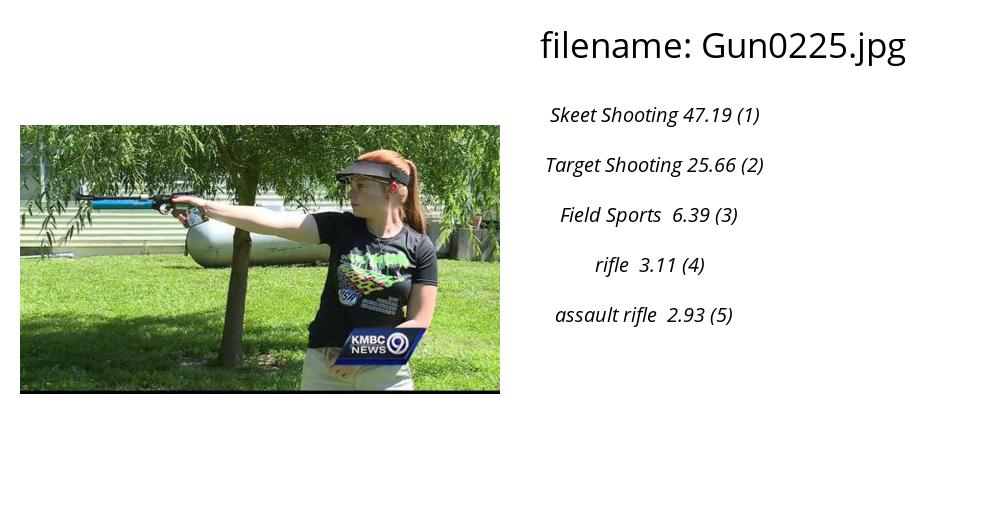 filename: Gun0225.jpg
Skeet Shooting 47.19 (1)
Target Shooting 25.66 (2)
Field Sports 6.39 (3)
rifle 3.11 (4)
assault rifle 2.93 (5)
KMBC 9
NEWS